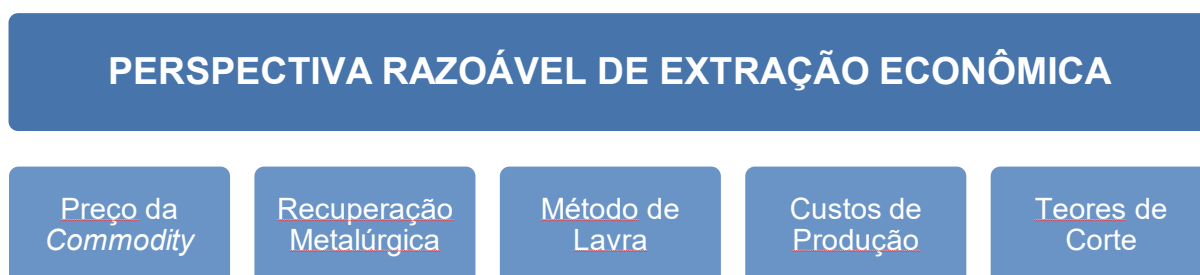 PERSPECTIVA RAZOÁVEL DE EXTRAÇÃO ECONÔMICA
Preço da
Commodity
Recuperação
Metalúrgica
Método de
Lavra
Custos de
Produção
Teores de
Corte